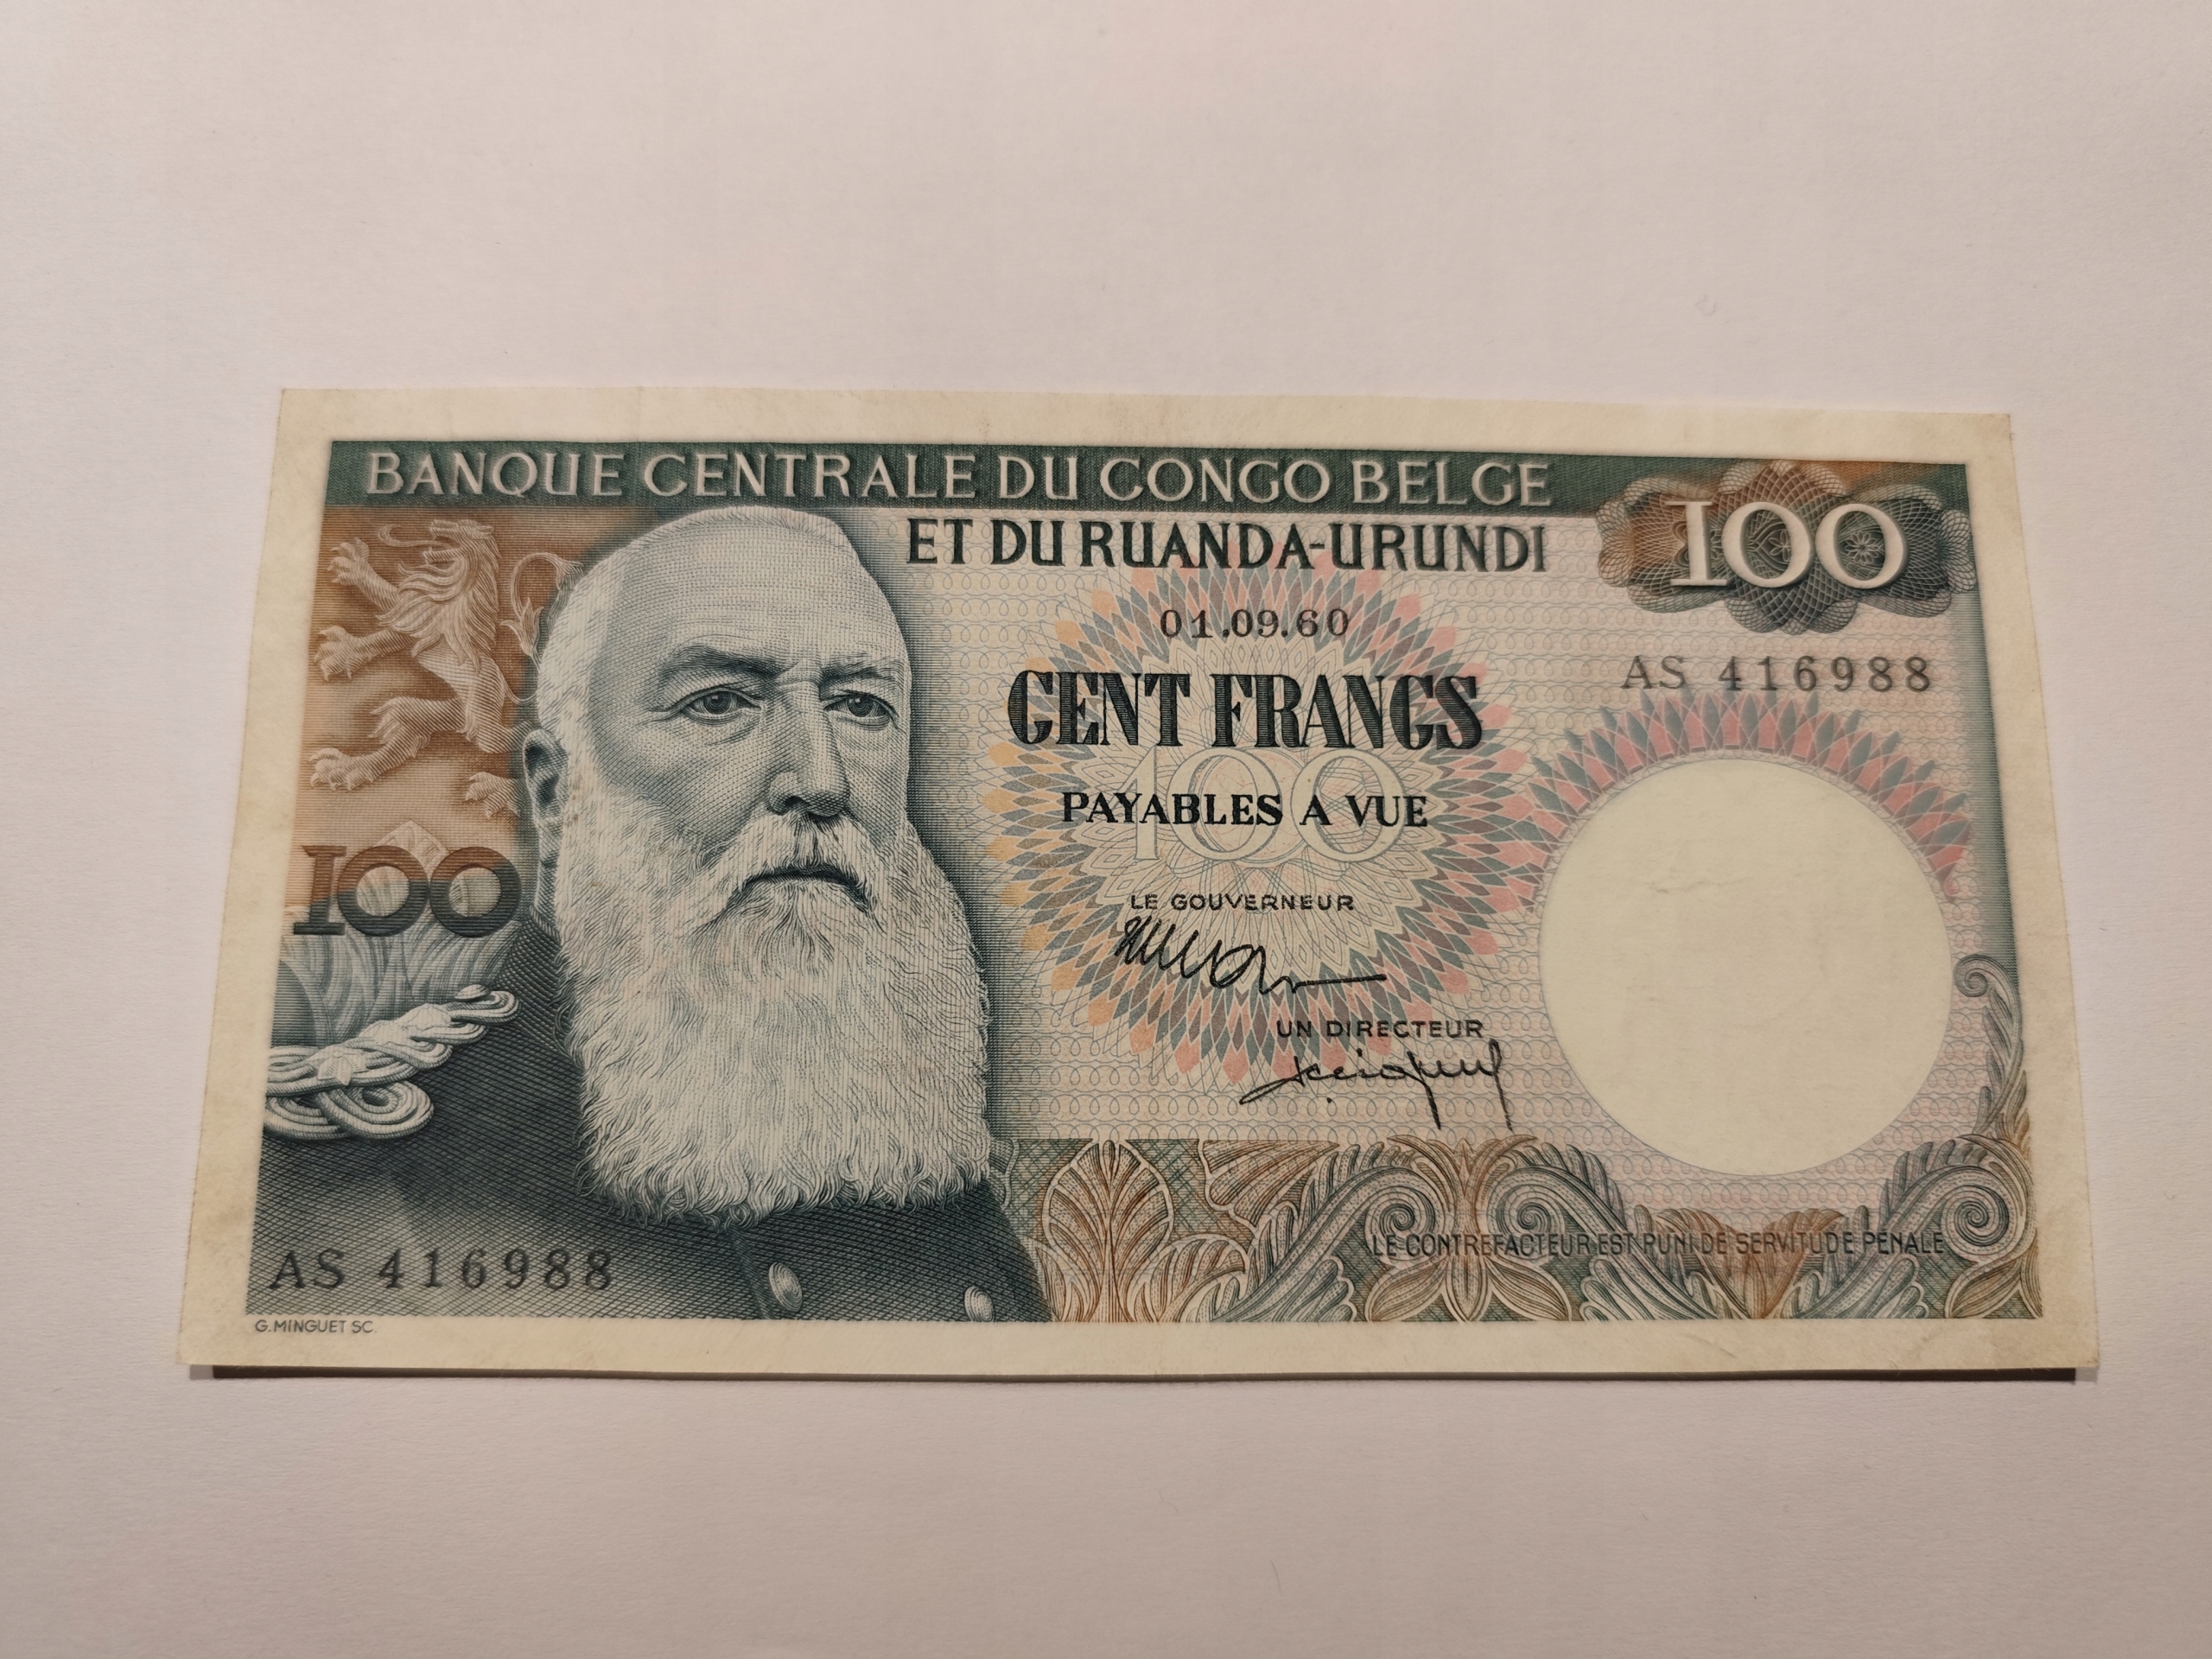 BANQUE CENTRALE DU CONGO BELGE
ET DU RUANDA-URUNDI
100
01.09.60
AS 416988
CENT FRANCS
100
PAYABLES A VUE
100
LE GOUVERNEUR
UN DIRECTEUR
LE CONTREFACTEUR EST PUNI DE SERVITUDE PENALE
AS 416988
G. MINGUET SC.